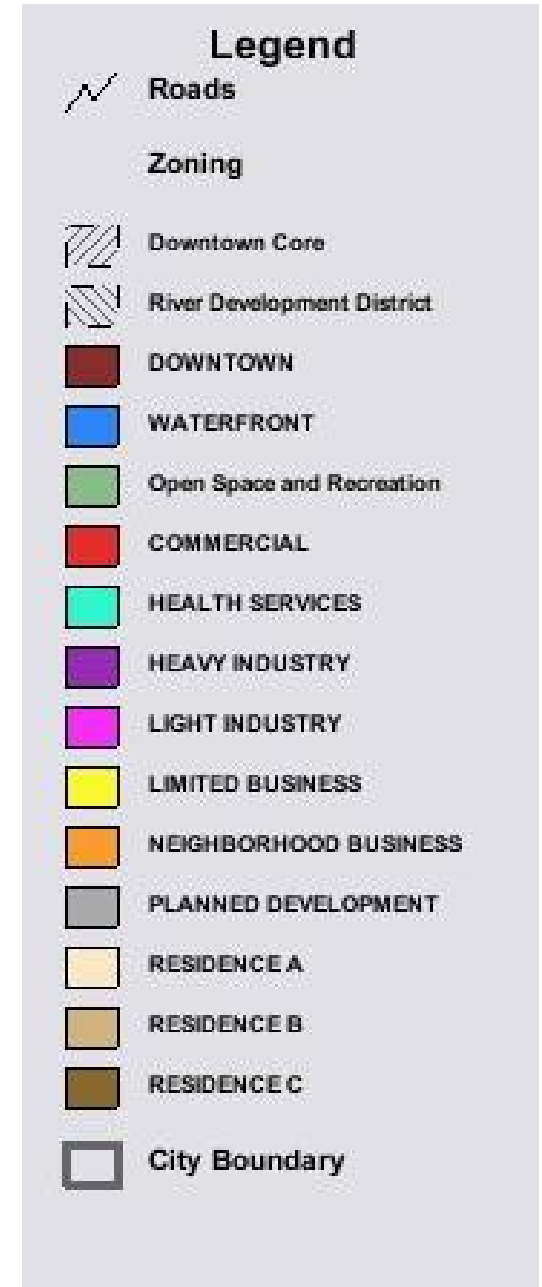 Legend
Roads
Zoning
Downtown Core
River Development District
DOWNTOWN
WATERFRONT
Open Space and Recreation
COMMERCIAL
HEALTH SERVICES
HEAVY INDUSTRY
LIGHT INDUSTRY
LIMITED BUSINESS
NEIGHBORHOOD BUSINESS
PLANNED DEVELOPMENT
RESIDENCE A
RESIDENCE B
RESIDENCE C
City Boundary